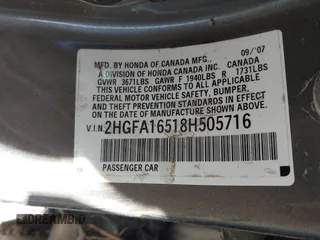 MFD. BY HONDA OF CANADA MFG., 09/'07
A DIVISION OF HONDA CANADA INC. CANADA
GVWR 3671LBS GAWR F 1940LBS R 1731LBS
THIS VEHICLE CONFORMS TO ALL APPLICABLE
FEDERAL MOTOR VEHICLE SAFETY, BUMPER,
AND THEFT PREVENTION STANDARDS IN EFFECT
ON THE DATE OF MANUFACTURE SHOWN ABOVE.
V.I.N. 2HGFA16518H505716
PASSENGER CAR
DREAMBID